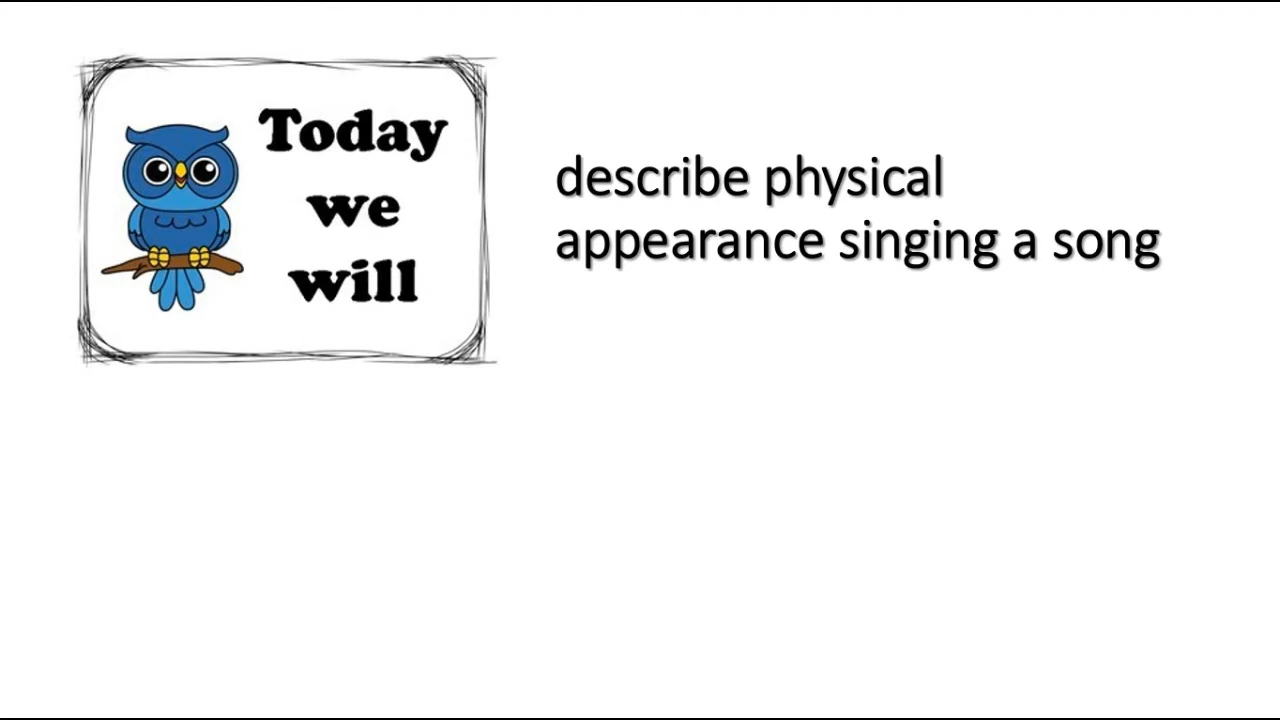 Today
we
will
describe physical
appearance singing a song